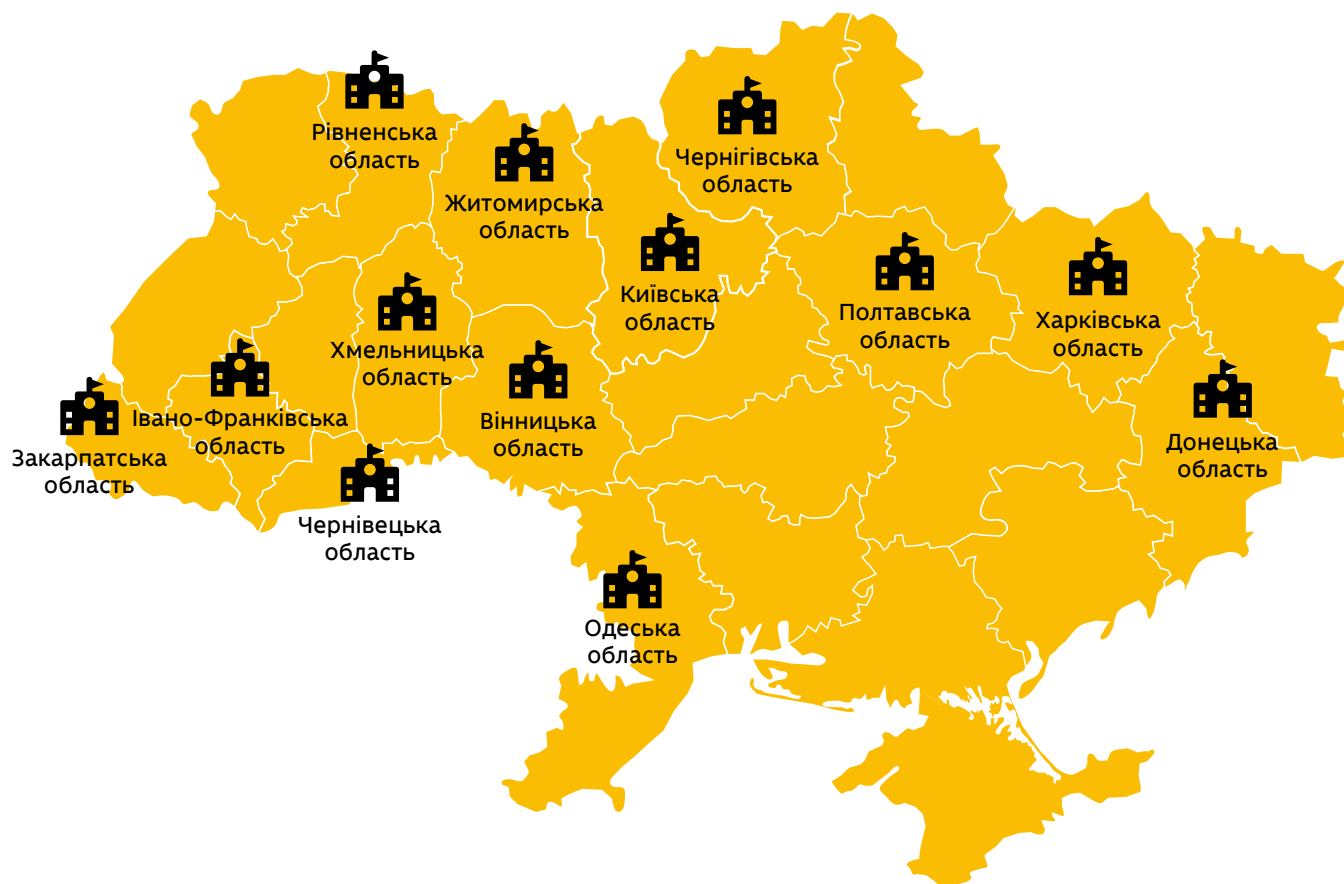 Рівненська
область
Чернігівська
область
Житомирська
область
Київська
область
Полтавська
область
Харківська
область
Хмельницька
область
Івано-Франківська
область
Вінницька
область
Донецька
область
Закарпатська
область
Чернівецька
область
Одеська
область